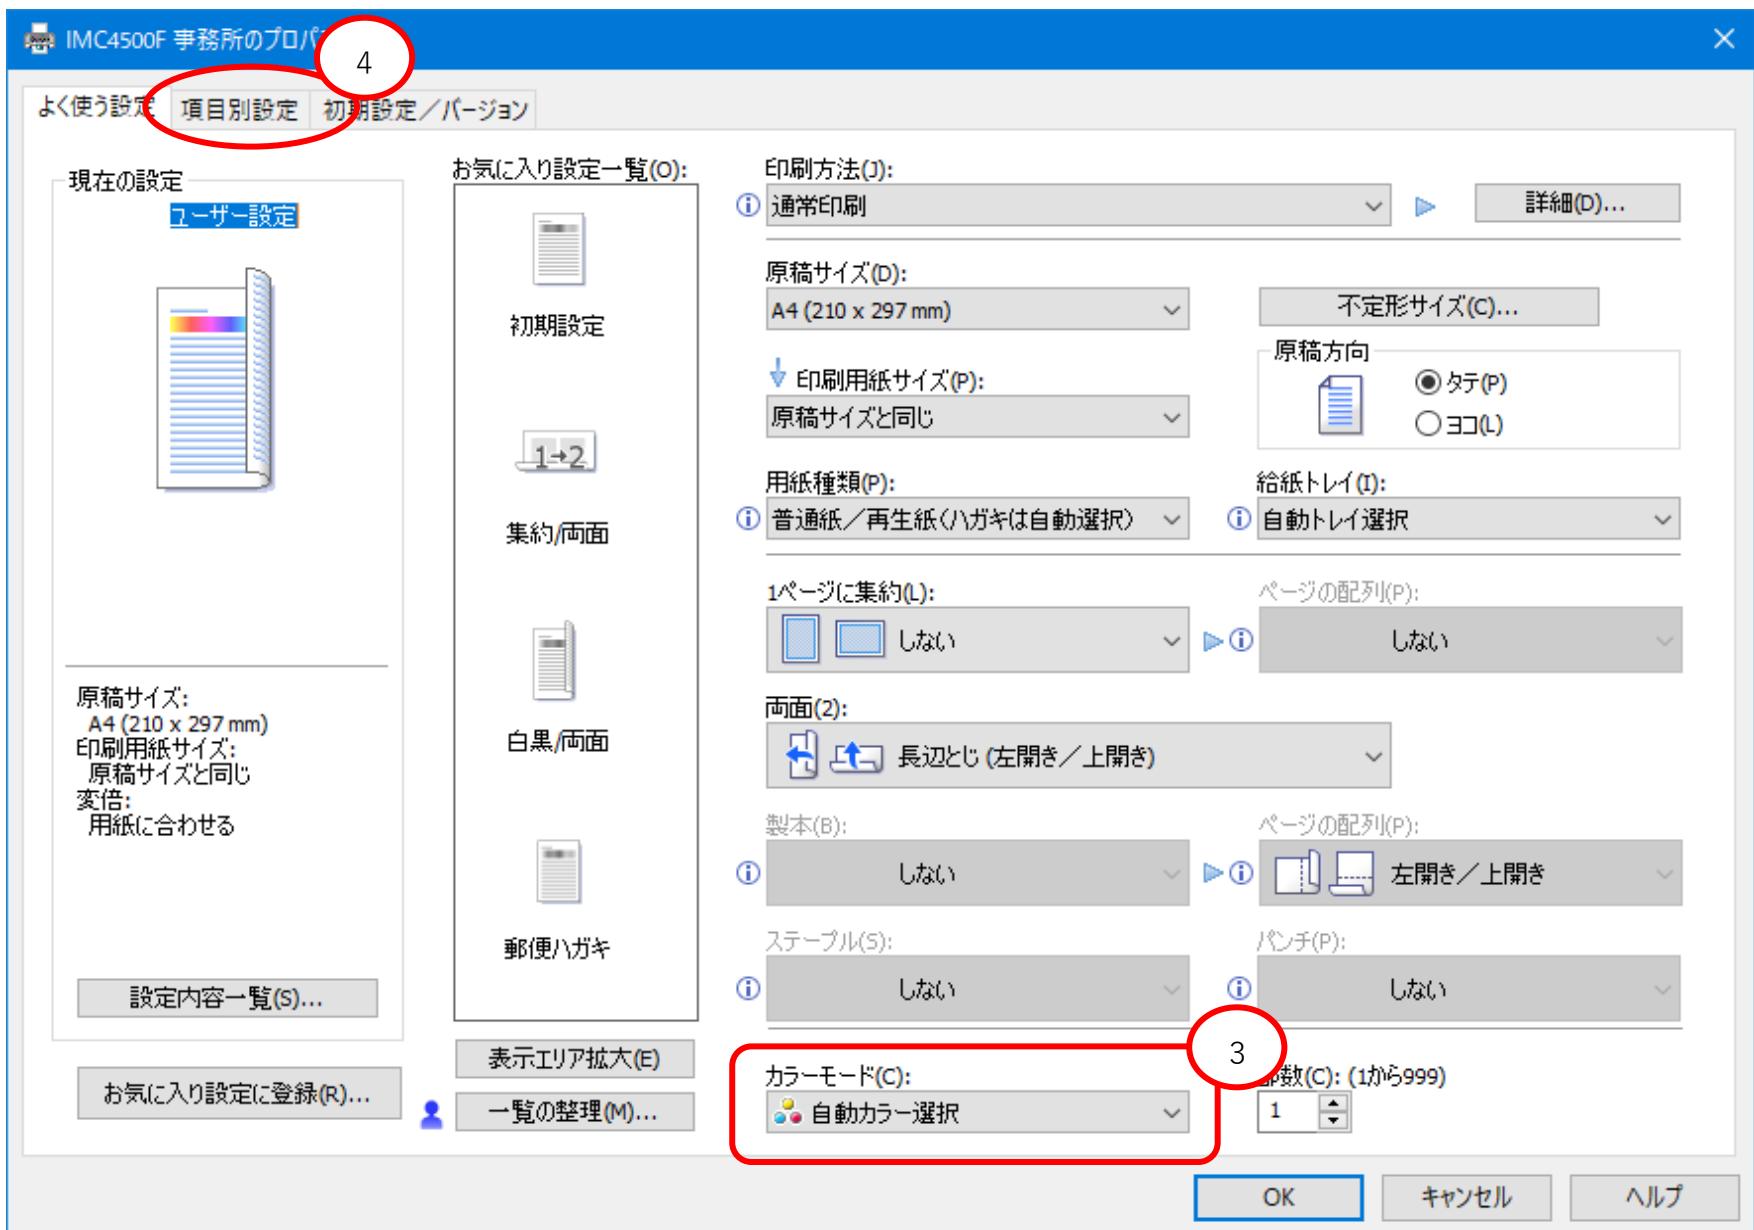 IMC4500F 事務所のプロパ
4
よく使う設定
項目別設定
初期設定／バージョン
現在の設定
ユーザー設定
原稿サイズ:
A4 (210 x 297 mm)
印刷用紙サイズ:
原稿サイズと同じ
変倍:
用紙に合わせる
設定内容一覧(S)...
お気に入り設定に登録(R)...
お気に入り設定一覧(O):
初期設定
1→2
集約/両面
白黒/両面
郵便ハガキ
表示エリア拡大(E)
一覧の整理(M)...
印刷方法(J):
通常印刷
詳細(D)...
原稿サイズ(D):
A4 (210 x 297 mm)
不定形サイズ(C)...
印刷用紙サイズ(P):
原稿サイズと同じ
原稿方向
タテ(P)
ヨコ(L)
用紙種類(P):
普通紙／再生紙(ハガキは自動選択)
給紙トレイ(I):
自動トレイ選択
1ページに集約(L):
しない
ページの配列(P):
しない
両面(2):
長辺とじ (左開き／上開き)
製本(B):
しない
ページの配列(P):
左開き／上開き
ステープル(S):
しない
パンチ(P):
しない
3
カラーモード(C):
自動カラー選択
数(C): (1から999)
1
OK
キャンセル
ヘルプ